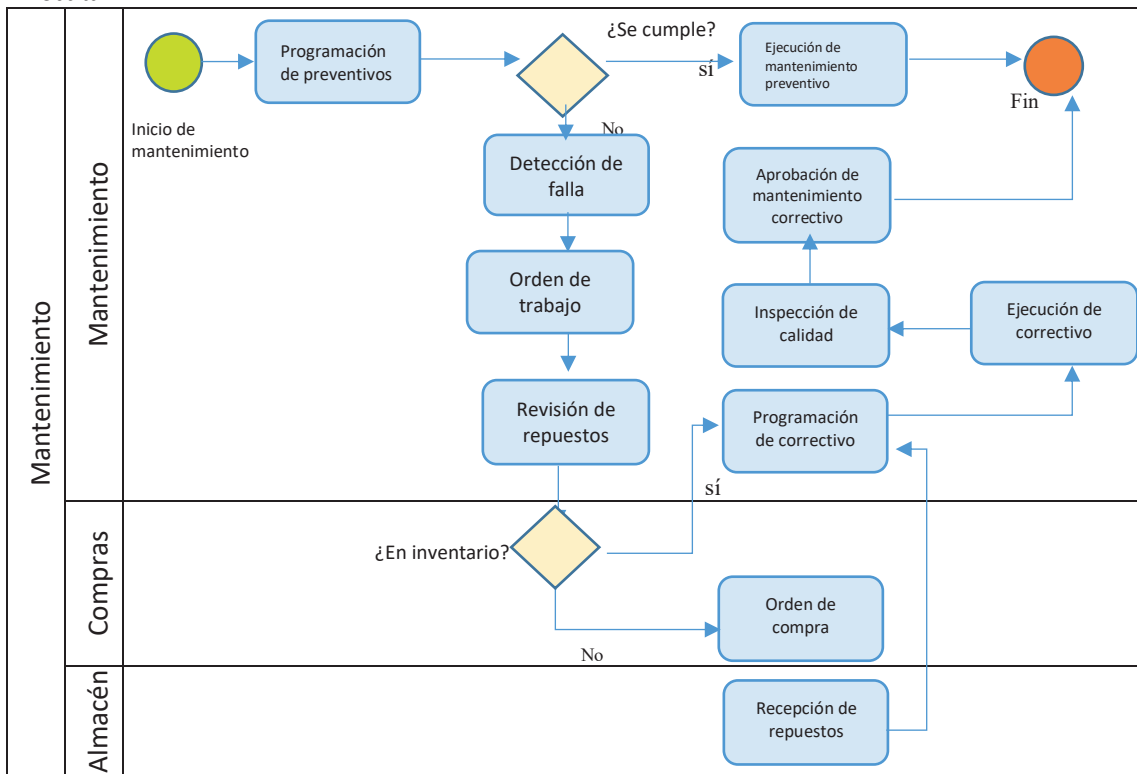 Mantenimiento
Mantenimiento
Inicio de
mantenimiento
Programación
de preventivos
¿Se cumple?
sí
No
Ejecución de
mantenimiento
preventivo
Fin
Detección de
falla
Orden de
trabajo
Revisión de
repuestos
Aprobación de
mantenimiento
correctivo
Inspección de
calidad
Ejecución de
correctivo
Programación
de correctivo
sí
Compras
¿En inventario?
No
Orden de
compra
Almacén
Recepción de
repuestos